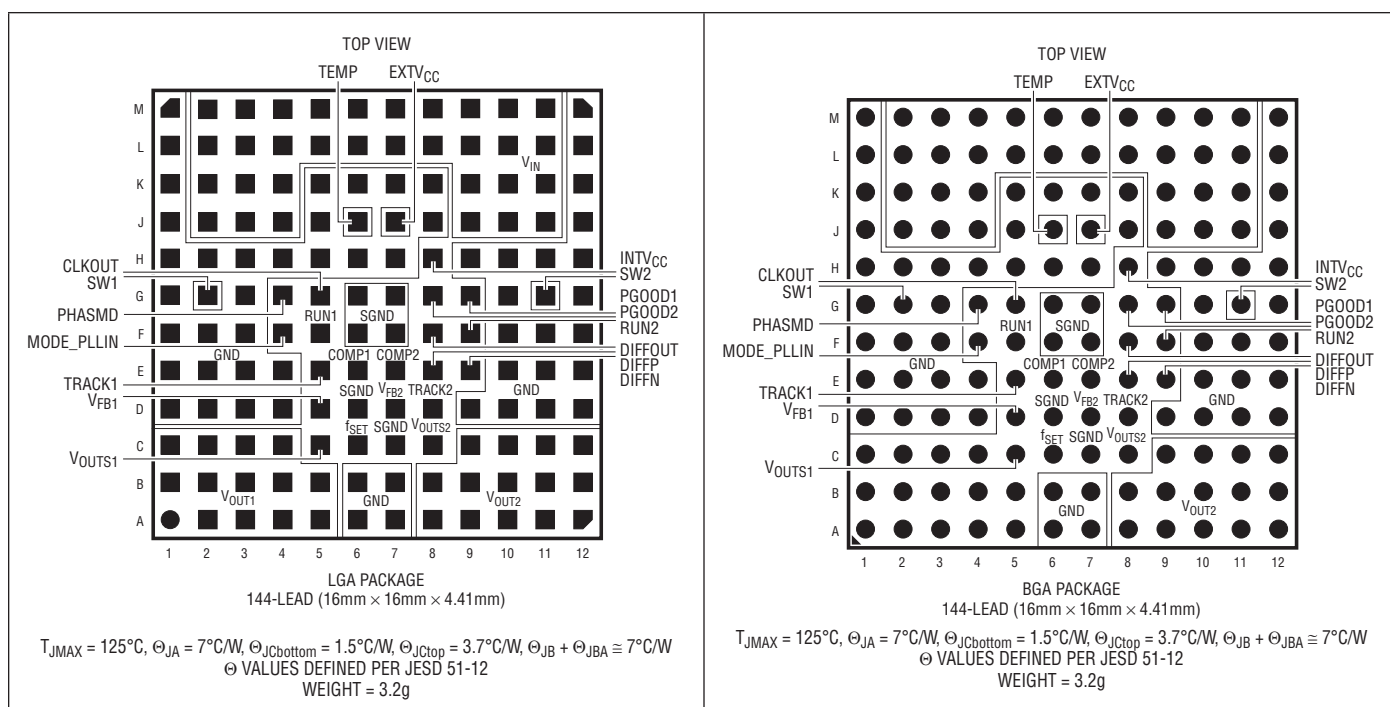 TOP VIEW
TEMP EXTVCC
M
L
VIN
K
J
H
CLKOUT INTVCC
SW1 SW2
G
PGOOD1
PHASMD RUN1 SGND PGOOD2
RUN2
F
MODE_PLLIN DIFFOUT
GND COMP1 COMP2 DIFFP
E
DIFFN
TRACK1 SGND VFB2 TRACK2 GND
VFB1
D
fSET SGND VOUTS2
C
VOUTS1
B
VOUT1 GND VOUT2
A
1 2 3 4 5 6 7 8 9 10 11 12
LGA PACKAGE
144-LEAD (16mm × 16mm × 4.41mm)
TJMAX = 125°C, ΘJA = 7°C/W, ΘJCbottom = 1.5°C/W, ΘJCtop = 3.7°C/W, ΘJB + ΘJBA ≅ 7°C/W
Θ VALUES DEFINED PER JESD 51-12
WEIGHT = 3.2g
TOP VIEW
TEMP EXTVCC
M
L
K
J
H
CLKOUT INTVCC
SW1 SW2
G
PGOOD1
PHASMD RUN1 SGND PGOOD2
RUN2
F
MODE_PLLIN DIFFOUT
GND COMP1 COMP2 DIFFP
E
DIFFN
TRACK1 SGND VFB2 TRACK2 GND
VFB1
D
fSET SGND VOUTS2
C
VOUTS1
B
GND VOUT2
A
1 2 3 4 5 6 7 8 9 10 11 12
BGA PACKAGE
144-LEAD (16mm × 16mm × 4.41mm)
TJMAX = 125°C, ΘJA = 7°C/W, ΘJCbottom = 1.5°C/W, ΘJCtop = 3.7°C/W, ΘJB + ΘJBA ≅ 7°C/W
Θ VALUES DEFINED PER JESD 51-12
WEIGHT = 3.2g